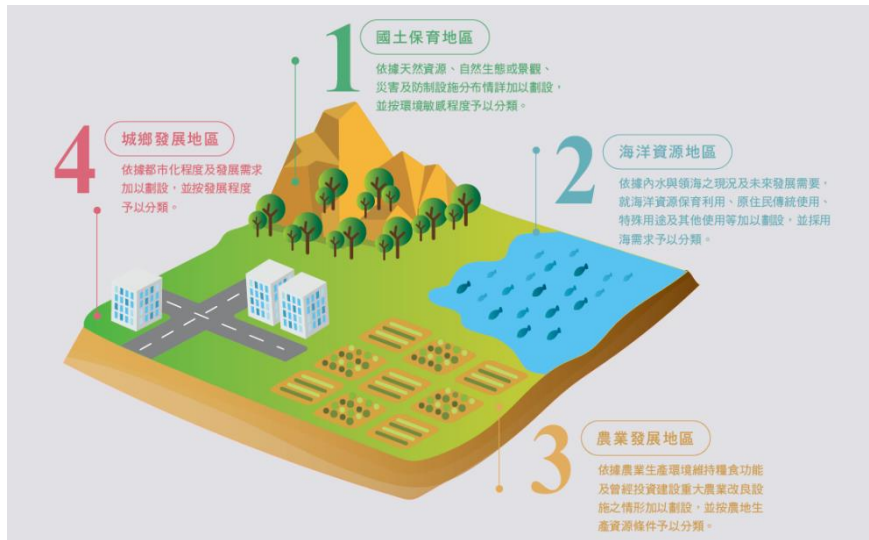 1
國土保育地區
依據天然資源、自然生態或景觀、
災害及防制設施分布情詳加以劃設，
並按環境敏感程度予以分類。
2
海洋資源地區
依據內水與領海之現況及未來發展需要，
就海洋資源保育利用、原住民傳統使用、
特殊用途及其他使用等加以劃設，並採用
海需求予以分類。
3
農業發展地區
依據農業生產環境維持糧食功能
及曾經投資建設重大農業改良設
施之情形加以劃設，並按農地生
產資源條件予以分類。
4
城鄉發展地區
依據都市化程度及發展需求
加以劃設，並按發展程度
予以分類。